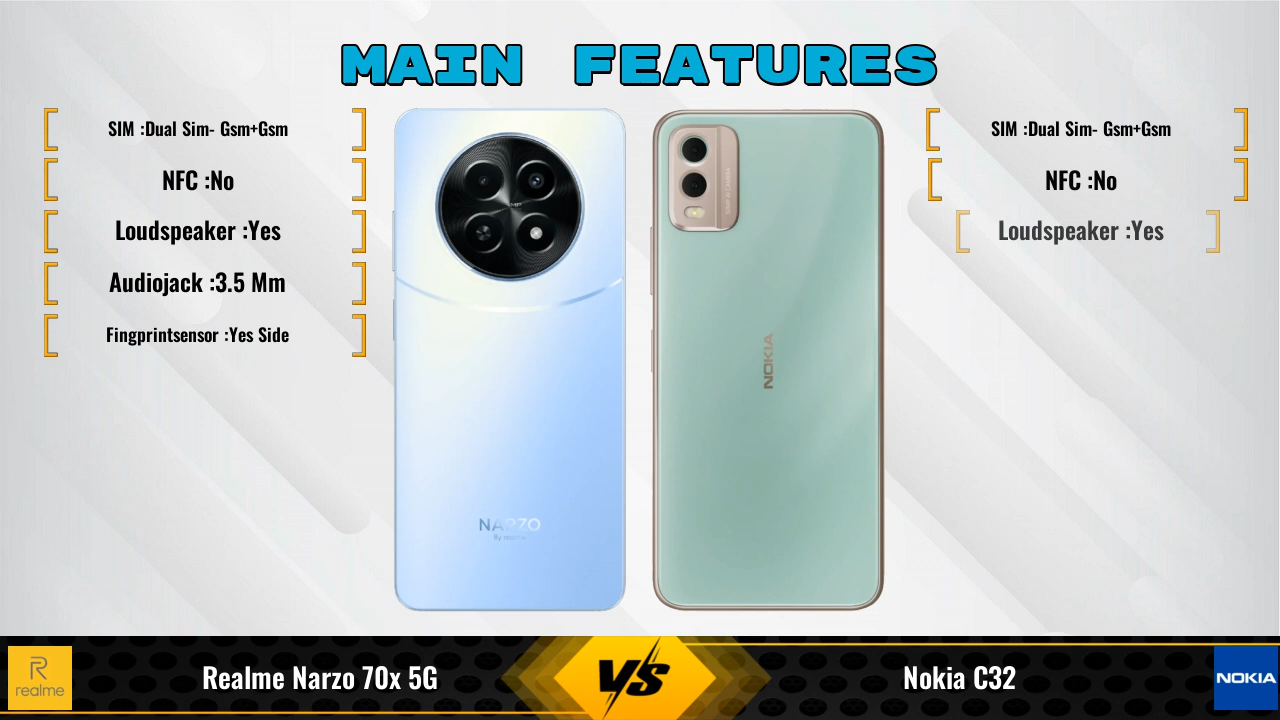 MAIN FEATURES
SIM :Dual Sim- Gsm+Gsm
NFC :No
Loudspeaker :Yes
Audiojack :3.5 Mm
Fingprintsensor :Yes Side
SIM :Dual Sim- Gsm+Gsm
NFC :No
Loudspeaker :Yes
NARZO
By realme
NOKIA
realme
Realme Narzo 70x 5G
VS
Nokia C32
NOKIA